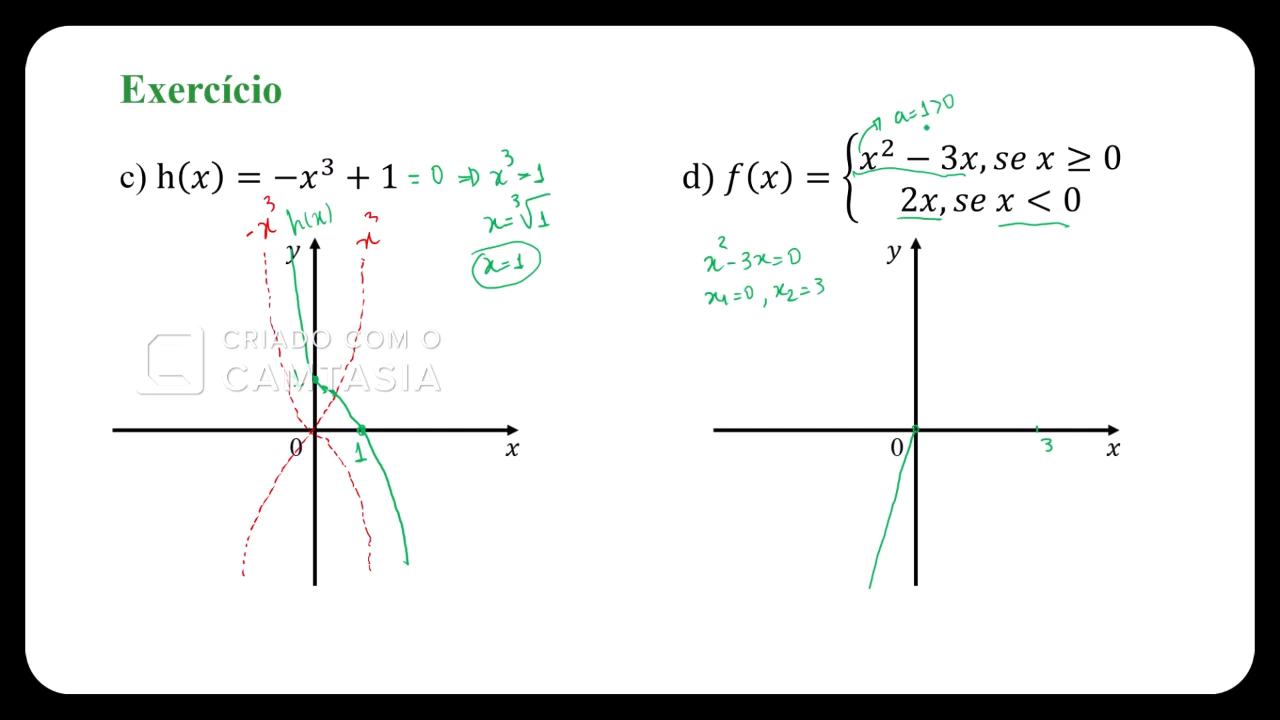 Exercício
c) h(x) = −x³ + 1 = 0 ⇒ x³ = 1
x = ³√1
x = 1
-x³
h(x)
x³
y
0
1
x
CRIADO COM O
CAMTASIA
a = 1 > 0
d) f(x) = { x² − 3x, se x ≥ 0
2x, se x < 0
x² - 3x = 0
x₁ = 0, x₂ = 3
y
0
3
x